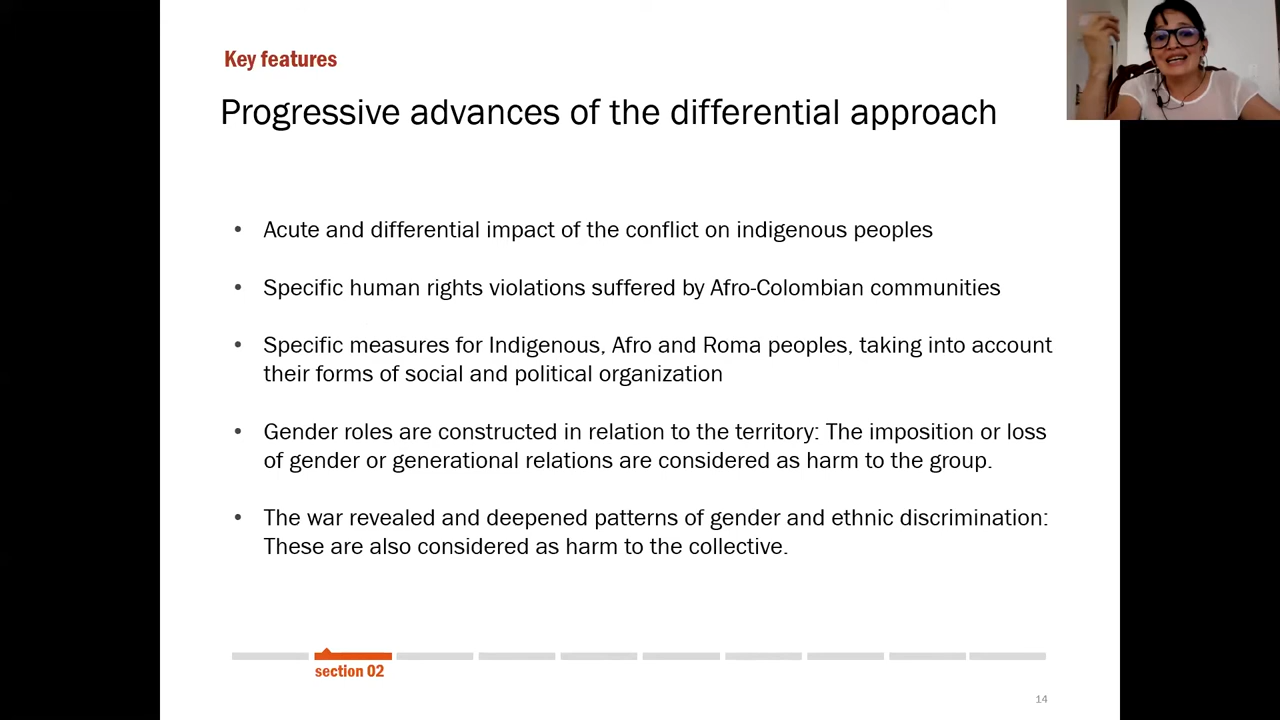 Key features
Progressive advances of the differential approach
• Acute and differential impact of the conflict on indigenous peoples
• Specific human rights violations suffered by Afro-Colombian communities
• Specific measures for Indigenous, Afro and Roma peoples, taking into account
their forms of social and political organization
• Gender roles are constructed in relation to the territory: The imposition or loss
of gender or generational relations are considered as harm to the group.
• The war revealed and deepened patterns of gender and ethnic discrimination:
These are also considered as harm to the collective.
section 02
14